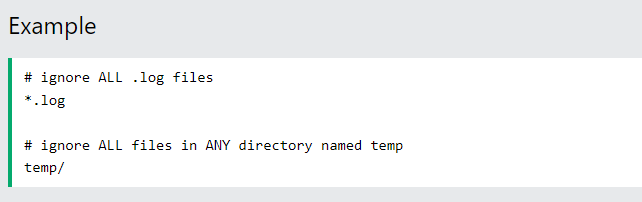 Example
# ignore ALL .log files
*.log
# ignore ALL files in ANY directory named temp
temp/